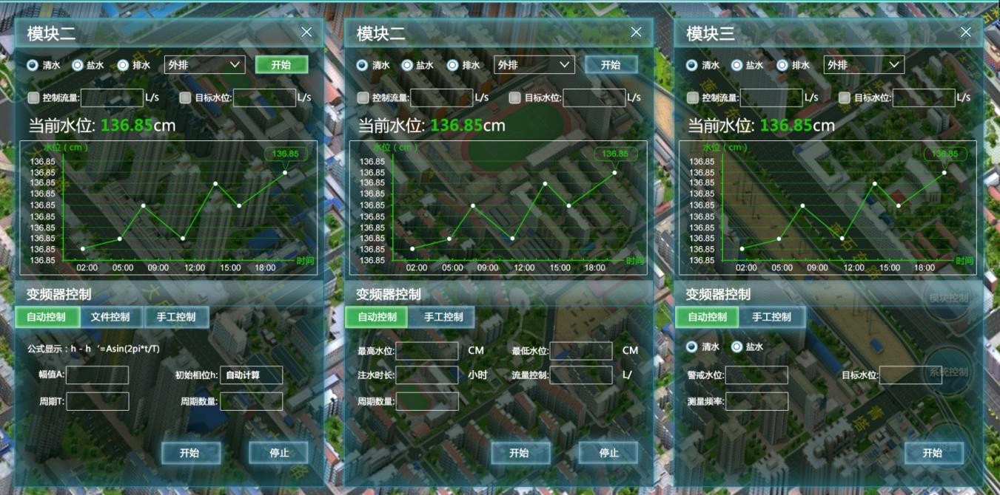 模块二
清水 盐水 排水 外排 开始
控制流量: L/s 目标水位: L/s
当前水位: 136.85cm
水位（cm）
136.85
136.85
136.85
136.85
136.85
136.85
136.85
136.85
136.85
136.85
136.85
02:00 05:00 09:00 12:00 15:00 18:00 时间
变频器控制
自动控制 文件控制 手工控制
公式显示：h - h‘=Asin(2pi*t/T)
幅值A: 初始相位h: 自动计算
周期T: 周期数量:
开始 停止
模块二
清水 盐水 排水 外排 开始
控制流量: L/s 目标水位: L/s
当前水位: 136.85cm
水位（cm）
136.85
136.85
136.85
136.85
136.85
136.85
136.85
136.85
136.85
136.85
136.85
02:00 05:00 09:00 12:00 15:00 18:00 时间
变频器控制
自动控制 手工控制
最高水位: CM 最低水位: CM
注水时长: 小时 流量控制: L/
周期数量:
开始 停止
模块三
清水 盐水 排水 外排
控制流量: L/s 目标水位: L/s
当前水位: 136.85cm
水位（cm）
136.85
136.85
136.85
136.85
136.85
136.85
136.85
136.85
136.85
136.85
136.85
02:00 05:00 09:00 12:00 15:00 18:00 时间
变频器控制
自动控制 手工控制
清水 盐水
警戒水位: 目标水位:
测量频率:
开始
模块控制
系统控制
青塔